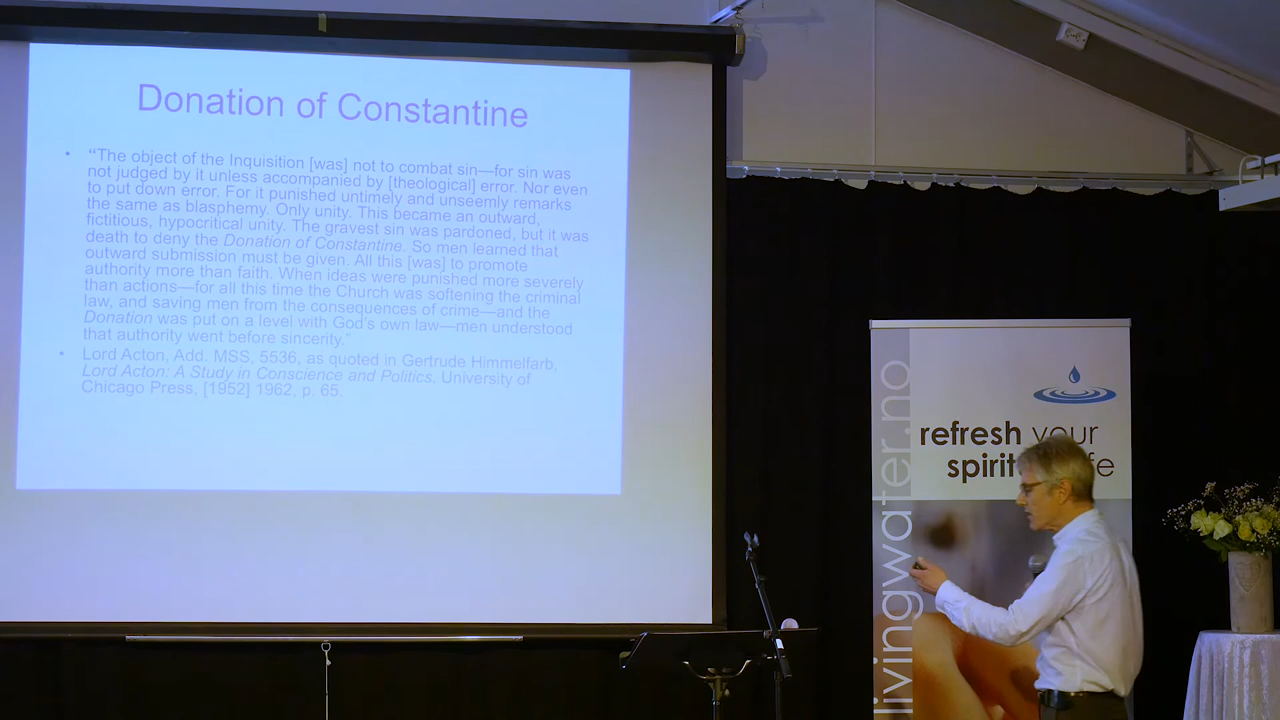 Donation of Constantine
• “The object of the Inquisition [was] not to combat sin—for sin was
not judged by it unless accompanied by [theological] error. Nor even
to put down error. For it punished untimely and unseemly remarks
the same as blasphemy. Only unity. This became an outward,
fictitious, hypocritical unity. The gravest sin was pardoned, but it was
death to deny the Donation of Constantine. So men learned that
outward submission must be given. All this [was] to promote
authority more than faith. When ideas were punished more severely
than actions—for all this time the Church was softening the criminal
law, and saving men from the consequences of crime—and the
Donation was put on a level with God’s own law—men understood
that authority went before sincerity.”
• Lord Acton, Add. MSS, 5536, as quoted in Gertrude Himmelfarb,
Lord Acton: A Study in Conscience and Politics. University of
Chicago Press, [1952] 1962, p. 65.
refresh your
spirit fe
livingwater.no